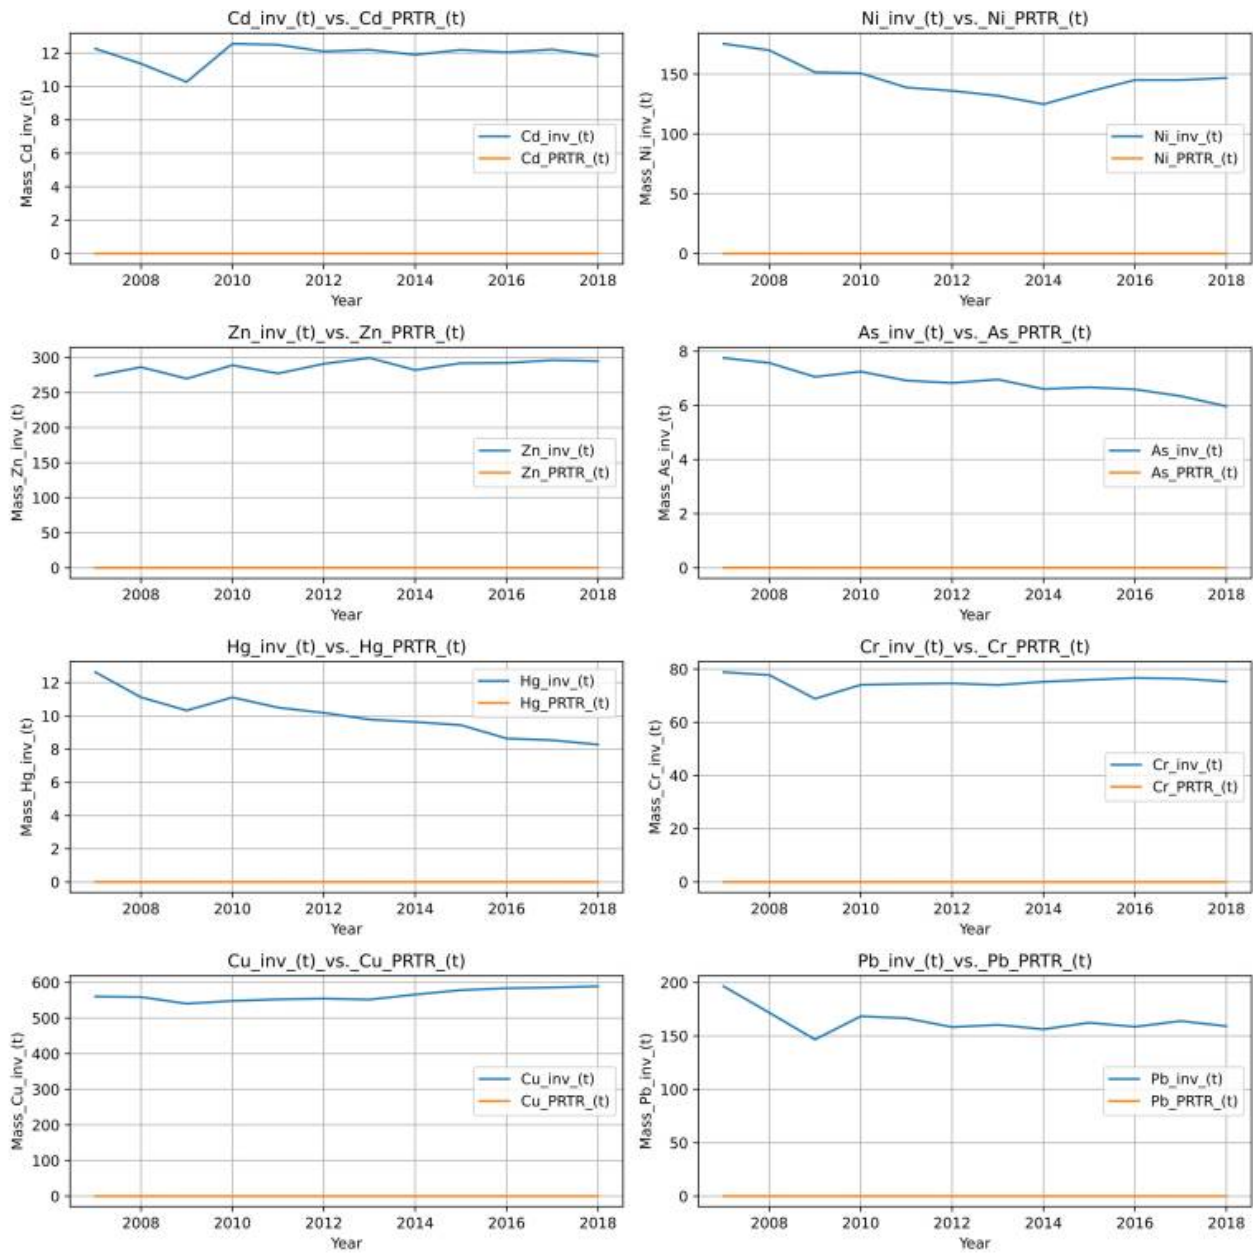 Cd_inv_(t)_vs._Cd_PRTR_(t)
Mass_Cd_inv_(t)
12
10
8
6
4
2
0
Cd_inv_(t)
Cd_PRTR_(t)
2008 2010 2012 2014 2016 2018
Year
Ni_inv_(t)_vs._Ni_PRTR_(t)
Mass_Ni_inv_(t)
150
100
50
0
Ni_inv_(t)
Ni_PRTR_(t)
2008 2010 2012 2014 2016 2018
Year
Zn_inv_(t)_vs._Zn_PRTR_(t)
Mass_Zn_inv_(t)
300
250
200
150
100
50
0
Zn_inv_(t)
Zn_PRTR_(t)
2008 2010 2012 2014 2016 2018
Year
As_inv_(t)_vs._As_PRTR_(t)
Mass_As_inv_(t)
8
6
4
2
0
As_inv_(t)
As_PRTR_(t)
2008 2010 2012 2014 2016 2018
Year
Hg_inv_(t)_vs._Hg_PRTR_(t)
Mass_Hg_inv_(t)
12
10
8
6
4
2
0
Hg_inv_(t)
Hg_PRTR_(t)
2008 2010 2012 2014 2016 2018
Year
Cr_inv_(t)_vs._Cr_PRTR_(t)
Mass_Cr_inv_(t)
80
60
40
20
0
Cr_inv_(t)
Cr_PRTR_(t)
2008 2010 2012 2014 2016 2018
Year
Cu_inv_(t)_vs._Cu_PRTR_(t)
Mass_Cu_inv_(t)
600
500
400
300
200
100
0
Cu_inv_(t)
Cu_PRTR_(t)
2008 2010 2012 2014 2016 2018
Year
Pb_inv_(t)_vs._Pb_PRTR_(t)
Mass_Pb_inv_(t)
200
150
100
50
0
Pb_inv_(t)
Pb_PRTR_(t)
2008 2010 2012 2014 2016 2018
Year